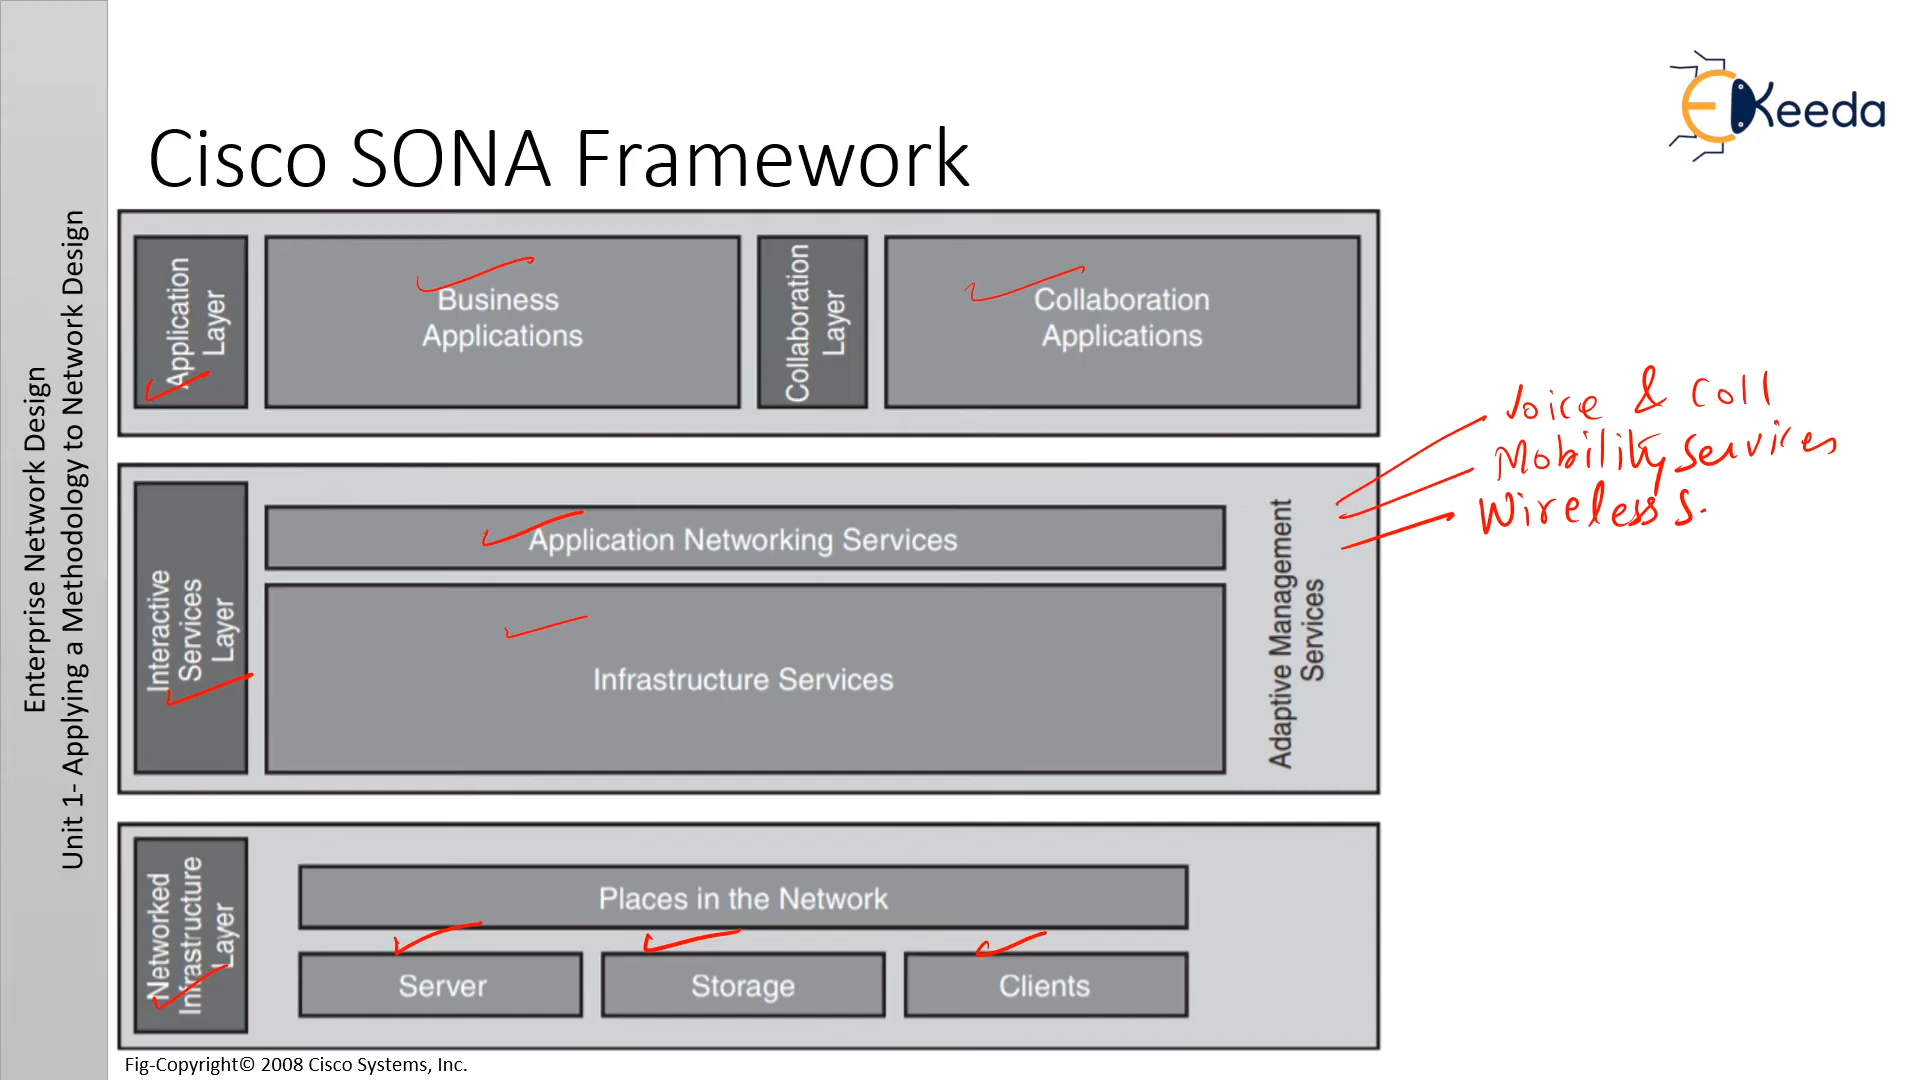 EKeeda
Cisco SONA Framework
Enterprise Network Design
Unit 1- Applying a Methodology to Network Design
Application
Layer
Business
Applications
Collaboration
Layer
Collaboration
Applications
Voice & Coll
Mobility Services
Wireless S.
Interactive
Services
Layer
Application Networking Services
Infrastructure Services
Adaptive Management
Services
Networked
Infrastructure
Layer
Places in the Network
Server
Storage
Clients
Fig-Copyright© 2008 Cisco Systems, Inc.